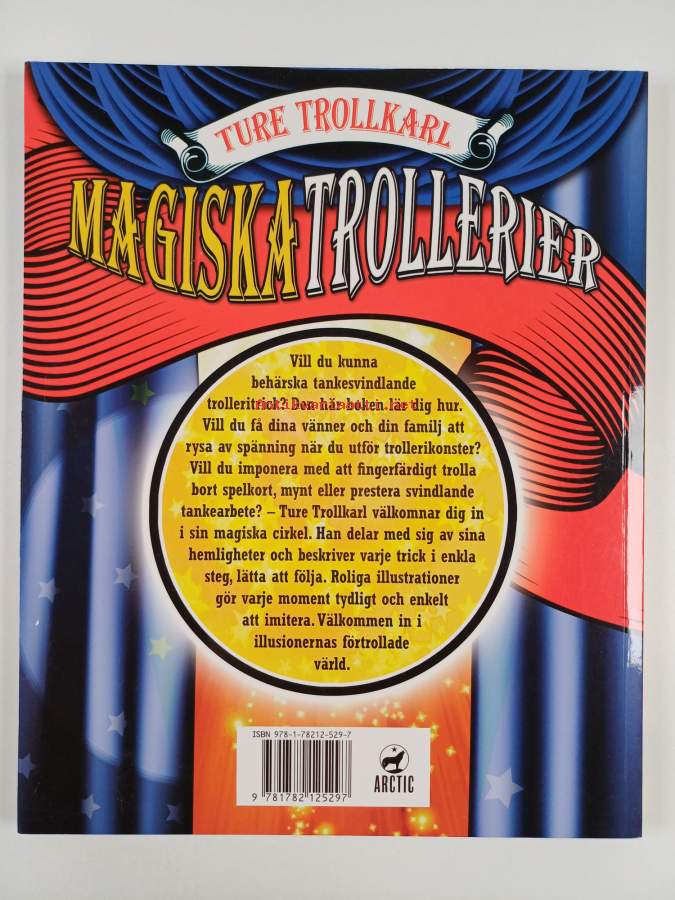 TURE TROLLKARL
MAGISKA TROLLERIER
Vill du kunna
behärska tankesvindlande
trolleritrick? Den här boken lär dig hur.
Vill du få dina vänner och din familj att
rysa av spänning när du utför trollerikonster?
Vill du imponera med att fingerfärdigt trolla
bort spelkort, mynt eller prestera svindlande
tankearbete? – Ture Trollkarl välkomnar dig in
i sin magiska cirkel. Han delar med sig av sina
hemligheter och beskriver varje trick i enkla
steg, lätta att följa. Roliga illustrationer
gör varje moment tydligt och enkelt
att imitera. Välkommen in i
illusionernas förtrollade
värld.
ISBN 978-1-78212-529-7
9 781782 125297
ARCTIC